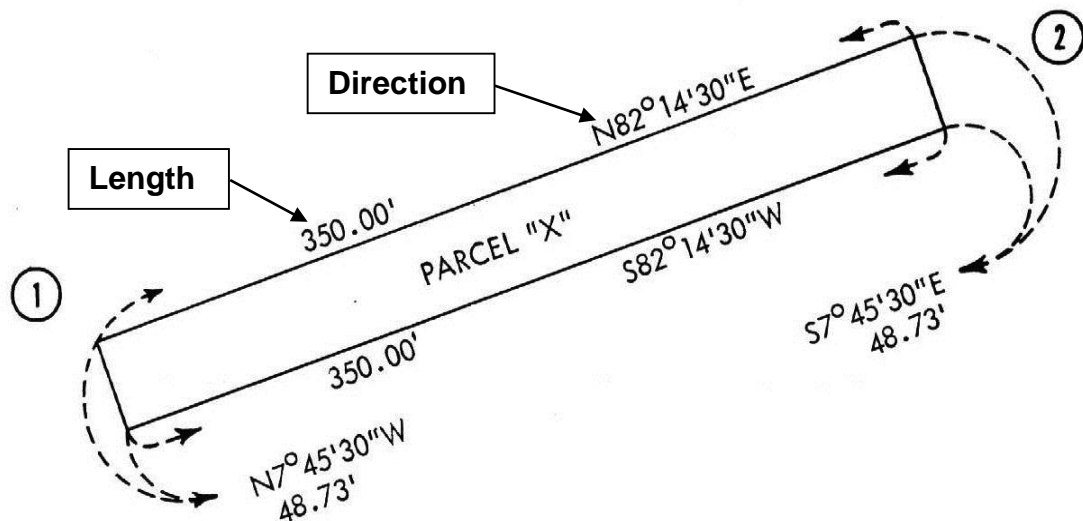 2
Direction
N82°14'30"E
Length
350.00'
PARCEL "X"
S82°14'30"W
1
S7°45'30"E
48.73'
350.00'
N7°45'30"W
48.73'